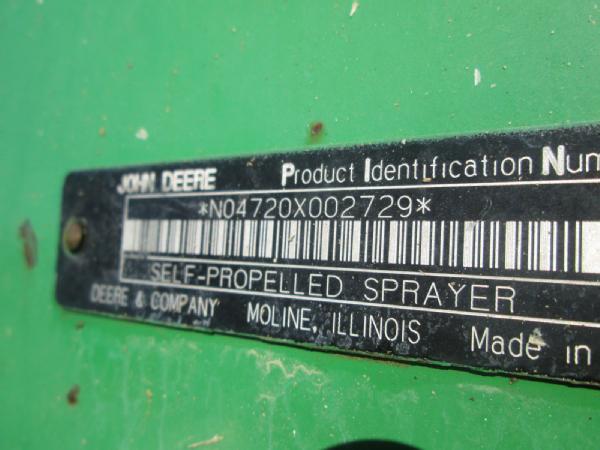 JOHN DEERE Product Identification Num
*N04720X002729*
SELF-PROPELLED SPRAYER
DEERE & COMPANY MOLINE, ILLINOIS Made in